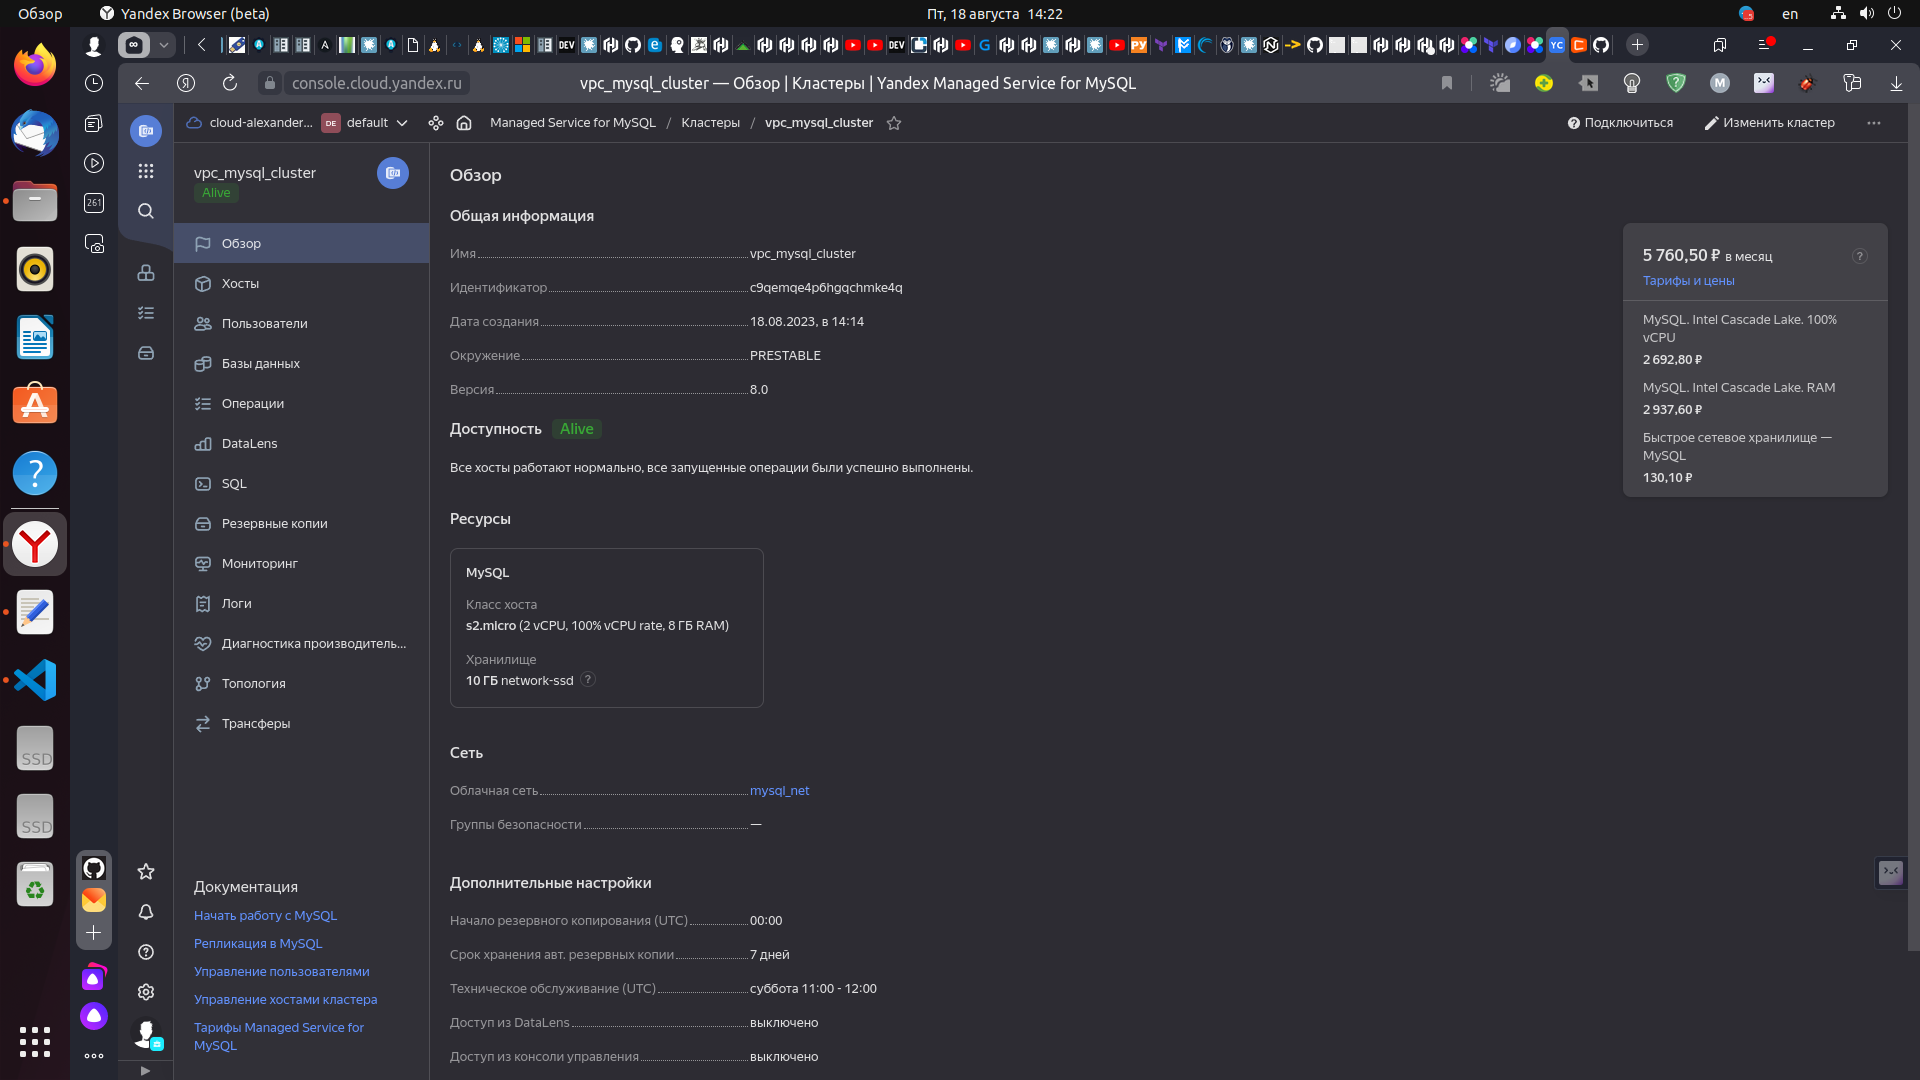 Обзор
Yandex Browser (beta)
Пт, 18 августа 14:22
en
console.cloud.yandex.ru
vpc_mysql_cluster — Обзор | Кластеры | Yandex Managed Service for MySQL
cloud-alexander...
DE
default
Managed Service for MySQL / Кластеры / vpc_mysql_cluster
Подключиться
Изменить кластер
261
vpc_mysql_cluster
Alive
Обзор
Хосты
Пользователи
Базы данных
Операции
DataLens
SQL
Резервные копии
Мониторинг
Логи
Диагностика производитель...
Топология
Трансферы
Документация
Начать работу с MySQL
Репликация в MySQL
Управление пользователями
Управление хостами кластера
Тарифы Managed Service for
MySQL
Обзор
Общая информация
Имя vpc_mysql_cluster
Идентификатор c9qemqe4p6hgqchmke4q
Дата создания 18.08.2023, в 14:14
Окружение PRESTABLE
Версия 8.0
Доступность Alive
Все хосты работают нормально, все запущенные операции были успешно выполнены.
Ресурсы
MySQL
Класс хоста
s2.micro (2 vCPU, 100% vCPU rate, 8 ГБ RAM)
Хранилище
10 ГБ network-ssd ?
Сеть
Облачная сеть mysql_net
Группы безопасности —
Дополнительные настройки
Начало резервного копирования (UTC) 00:00
Срок хранения авт. резервных копии 7 дней
Техническое обслуживание (UTC) суббота 11:00 - 12:00
Доступ из DataLens выключено
Доступ из консоли управления выключено
5 760,50 ₽ в месяц ?
Тарифы и цены
MySQL. Intel Cascade Lake. 100%
vCPU
2 692,80 ₽
MySQL. Intel Cascade Lake. RAM
2 937,60 ₽
Быстрое сетевое хранилище —
MySQL
130,10 ₽
SSD
SSD